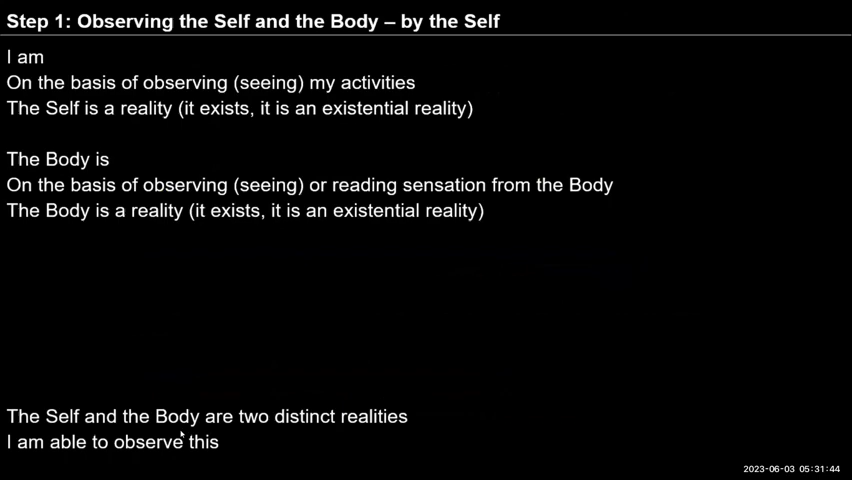 Step 1: Observing the Self and the Body – by the Self
I am
On the basis of observing (seeing) my activities
The Self is a reality (it exists, it is an existential reality)
The Body is
On the basis of observing (seeing) or reading sensation from the Body
The Body is a reality (it exists, it is an existential reality)
The Self and the Body are two distinct realities
I am able to observe this
2023-06-03 05:31:44